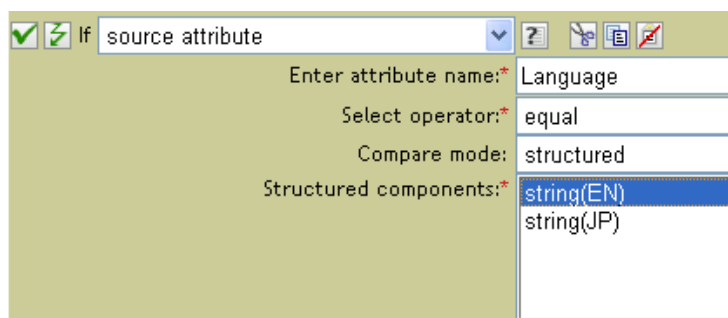 If source attribute
Enter attribute name:* Language
Select operator:* equal
Compare mode: structured
Structured components:* string(EN)
string(JP)